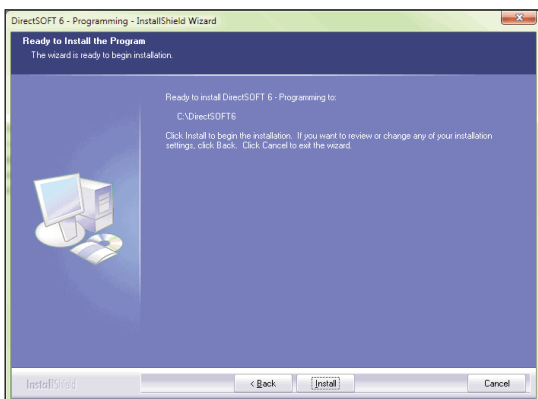 DirectSOFT 6 - Programming - InstallShield Wizard
Ready to Install the Program
The wizard is ready to begin installation.
Ready to install DirectSOFT 6 - Programming to:
C:\DirectSOFT6
Click Install to begin the installation. If you want to review or change any of your installation
settings, click Back. Click Cancel to exit the wizard.
InstallShield
< Back
Install
Cancel